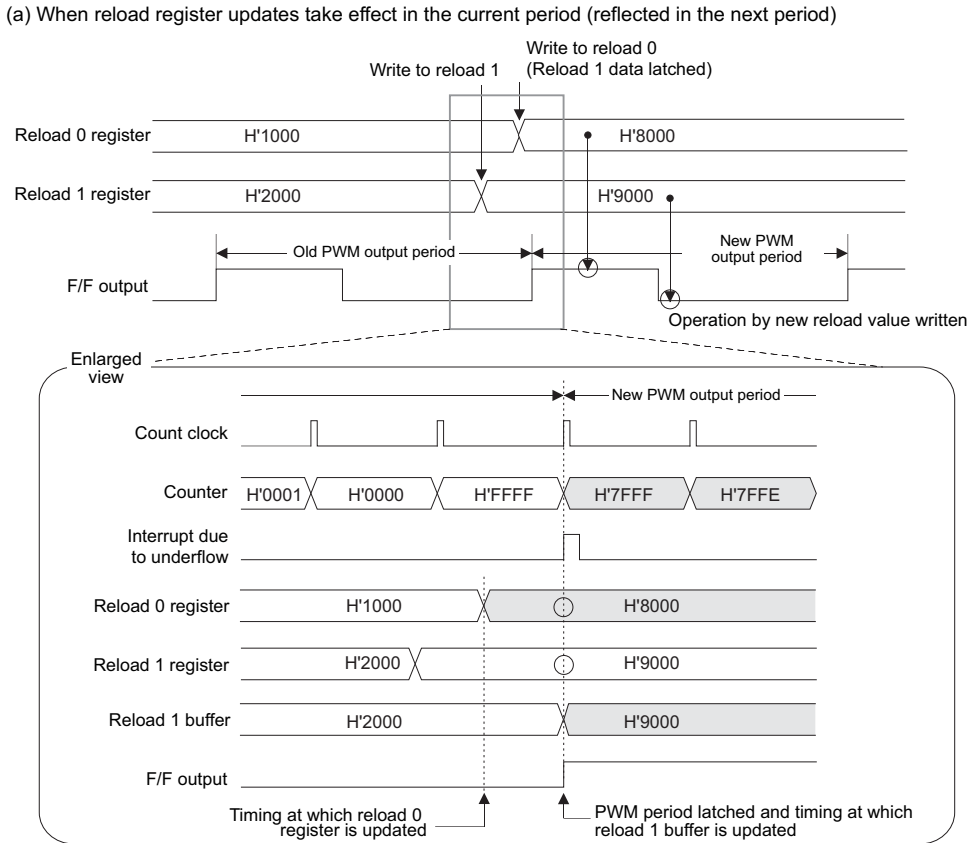 (a) When reload register updates take effect in the current period (reflected in the next period)
Write to reload 0
(Reload 1 data latched)
Write to reload 1
Reload 0 register
H'1000
H'8000
Reload 1 register
H'2000
H'9000
Old PWM output period
New PWM
output period
F/F output
Operation by new reload value written
Enlarged
view
New PWM output period
Count clock
Counter
H'0001
H'0000
H'FFFF
H'7FFF
H'7FFE
Interrupt due
to underflow
Reload 0 register
H'1000
H'8000
Reload 1 register
H'2000
H'9000
Reload 1 buffer
H'2000
H'9000
F/F output
Timing at which reload 0
register is updated
PWM period latched and timing at which
reload 1 buffer is updated